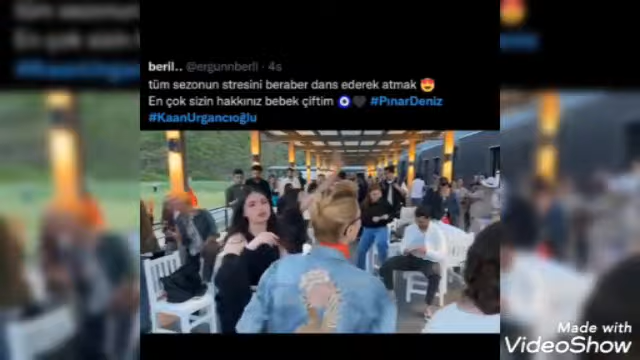 beril.. @ergunnberll · 4s
tüm sezonun stresini beraber dans ederek atmak 😍
En çok sizin hakkınız bebek çiftim 🧿🖤 #PınarDeniz
#KaanUrgancıoğlu
Made with
VideoShow